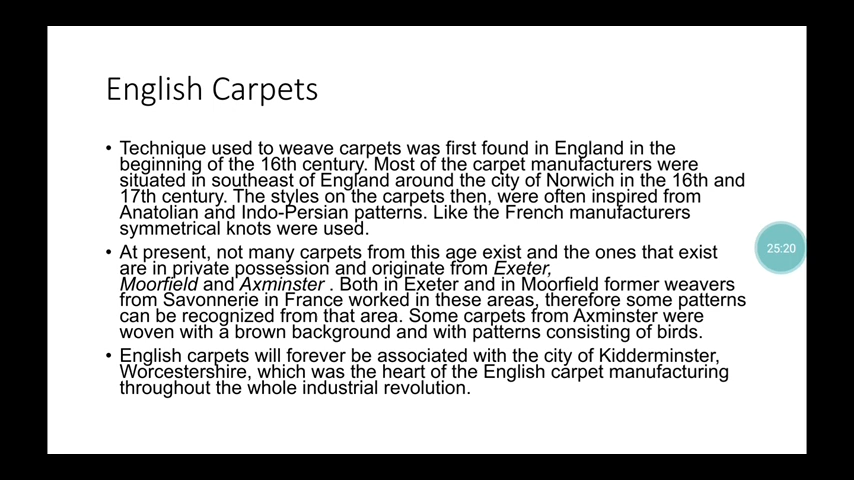 English Carpets
• Technique used to weave carpets was first found in England in the
beginning of the 16th century. Most of the carpet manufacturers were
situated in southeast of England around the city of Norwich in the 16th and
17th century. The styles on the carpets then, were often inspired from
Anatolian and Indo-Persian patterns. Like the French manufacturers
symmetrical knots were used.
• At present, not many carpets from this age exist and the ones that exist
are in private possession and originate from Exeter,
Moorfield and Axminster . Both in Exeter and in Moorfield former weavers
from Savonnerie in France worked in these areas, therefore some patterns
can be recognized from that area. Some carpets from Axminster were
woven with a brown background and with patterns consisting of birds.
• English carpets will forever be associated with the city of Kidderminster,
Worcestershire, which was the heart of the English carpet manufacturing
throughout the whole industrial revolution.
25:20